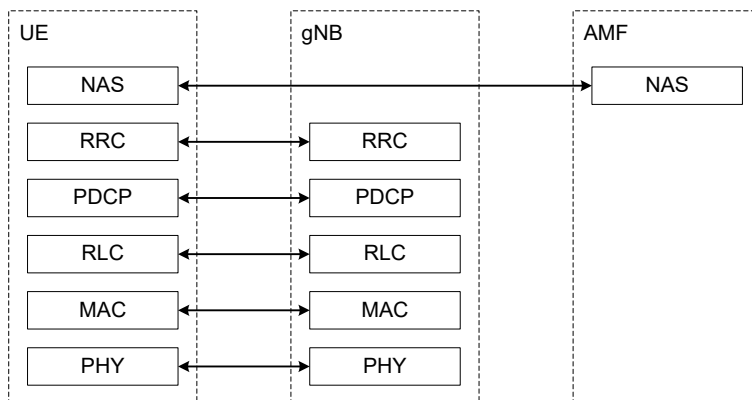 UE
gNB
AMF
NAS
NAS
RRC
RRC
PDCP
PDCP
RLC
RLC
MAC
MAC
PHY
PHY